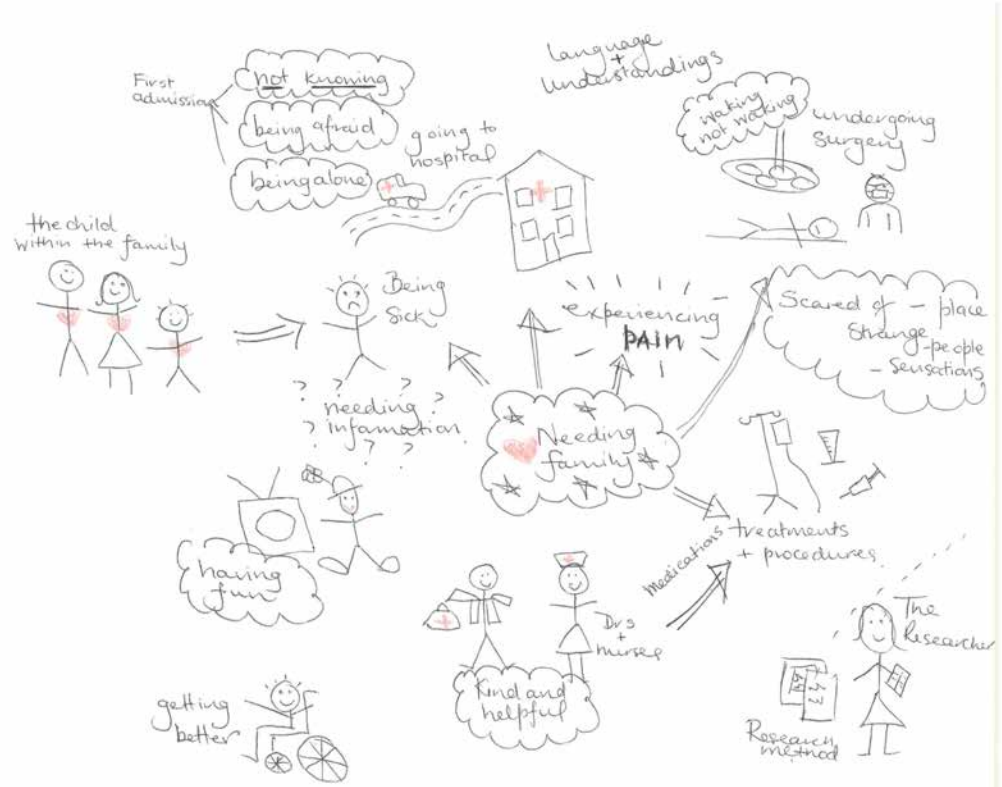 First
admission
not knowing
being afraid
being alone
going to
hospital
Language
+
understandings
waking
not waking
undergoing
surgery
the child
within the family
Being
Sick
experiencing
PAIN
Scared of - place
Strange
- people
- Sensations
? ? ?
needing ?
? information
? ? ?
Needing
family
having
fun
Medications
treatments
+ procedures
Drs
+
nurses
Kind and
helpful
getting
better
The
Researcher
Research
method